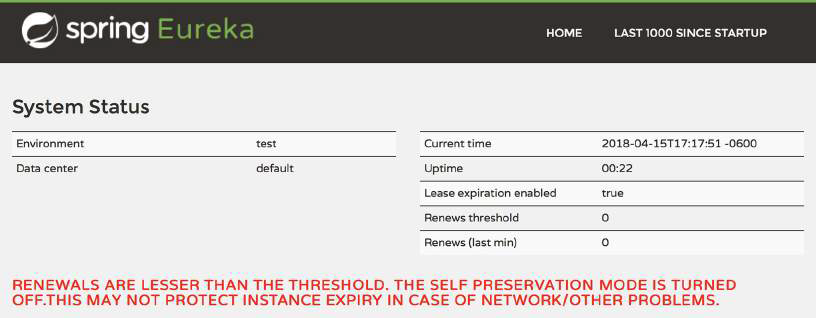 spring Eureka HOME LAST 1000 SINCE STARTUP
System Status
Environment test Current time 2018-04-15T17:17:51 -0600
Data center default Uptime 00:22
Lease expiration enabled true
Renews threshold 0
Renews (last min) 0
RENEWALS ARE LESSER THAN THE THRESHOLD. THE SELF PRESERVATION MODE IS TURNED
OFF.THIS MAY NOT PROTECT INSTANCE EXPIRY IN CASE OF NETWORK/OTHER PROBLEMS.